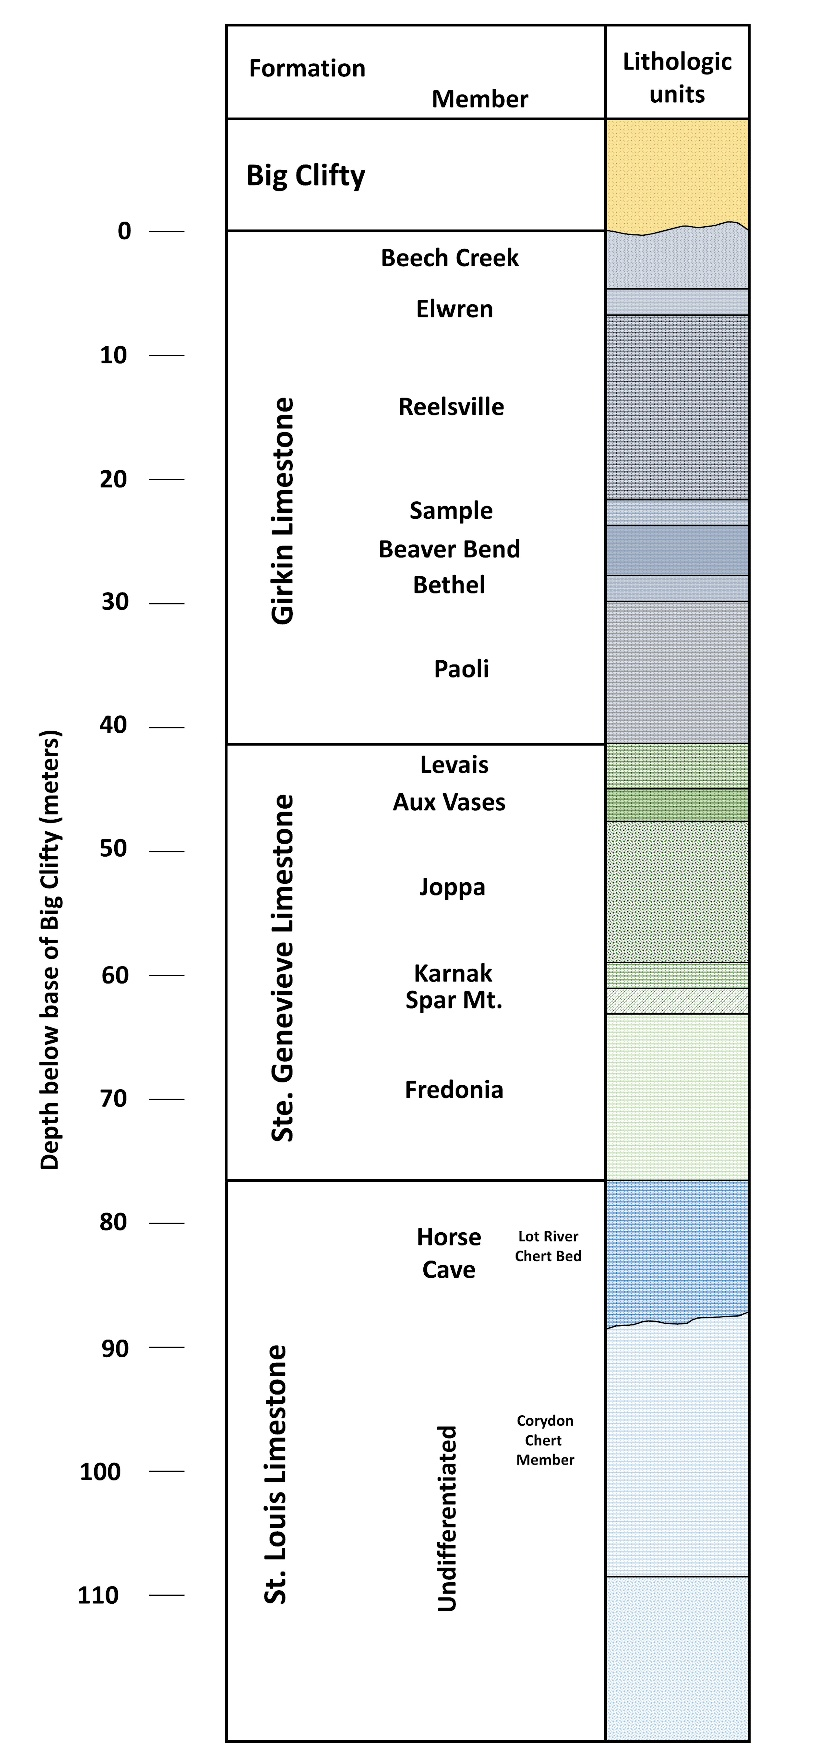 Formation
Member
Lithologic
units
Big Clifty
0
Beech Creek
Elwren
10
Reelsville
Girkin Limestone
20
Sample
Beaver Bend
Bethel
30
Paoli
40
Depth below base of Big Clifty (meters)
Levais
Aux Vases
50
Ste. Genevieve Limestone
Joppa
60
Karnak
Spar Mt.
70
Fredonia
80
Horse
Cave
Lot River
Chert Bed
90
St. Louis Limestone
Undifferentiated
Corydon
Chert
Member
100
110